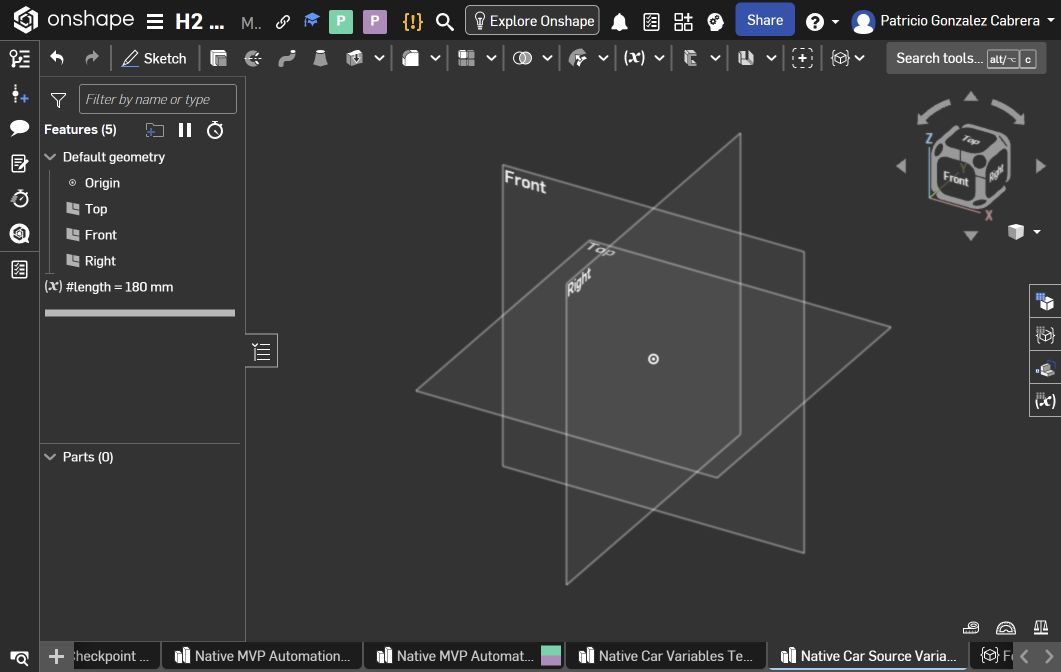 onshape
H2 ...
M..
P
P
Explore Onshape
Share
Patricio Gonzalez Cabrera
Sketch
(x)
Search tools...
alt/⌥
c
Filter by name or type
Features (5)
Default geometry
Origin
Top
Front
Right
(x) #length = 180 mm
Parts (0)
Front
Top
Right
Z
Y
X
Top
Front
Right
(x)
Checkpoint ...
Native MVP Automation...
Native MVP Automat...
Native Car Variables Te...
Native Car Source Varia...